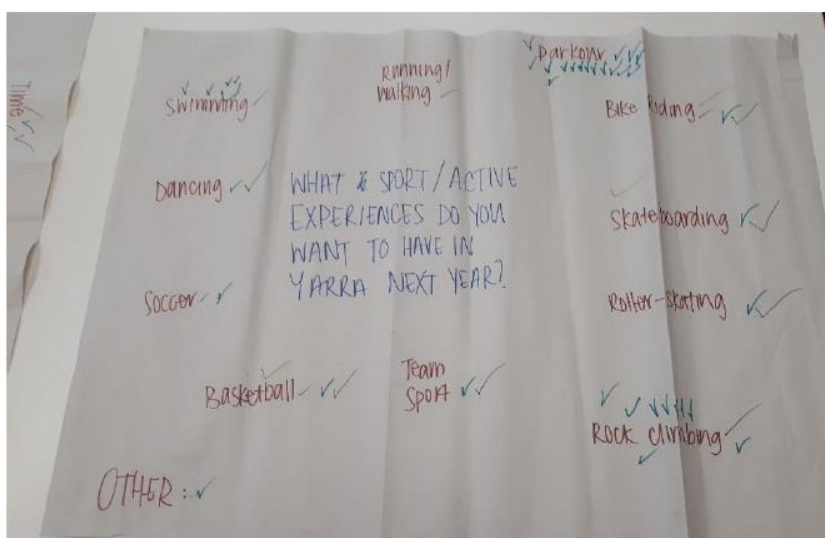 Time
Parkour
Running/
Walking
Swimming
Bike Riding
Dancing
WHAT & SPORT/ACTIVE
EXPERIENCES DO YOU
WANT TO HAVE IN
YARRA NEXT YEAR?
Skateboarding
Soccer
Roller-skating
Basketball
Team
Sport
Rock climbing
OTHER: